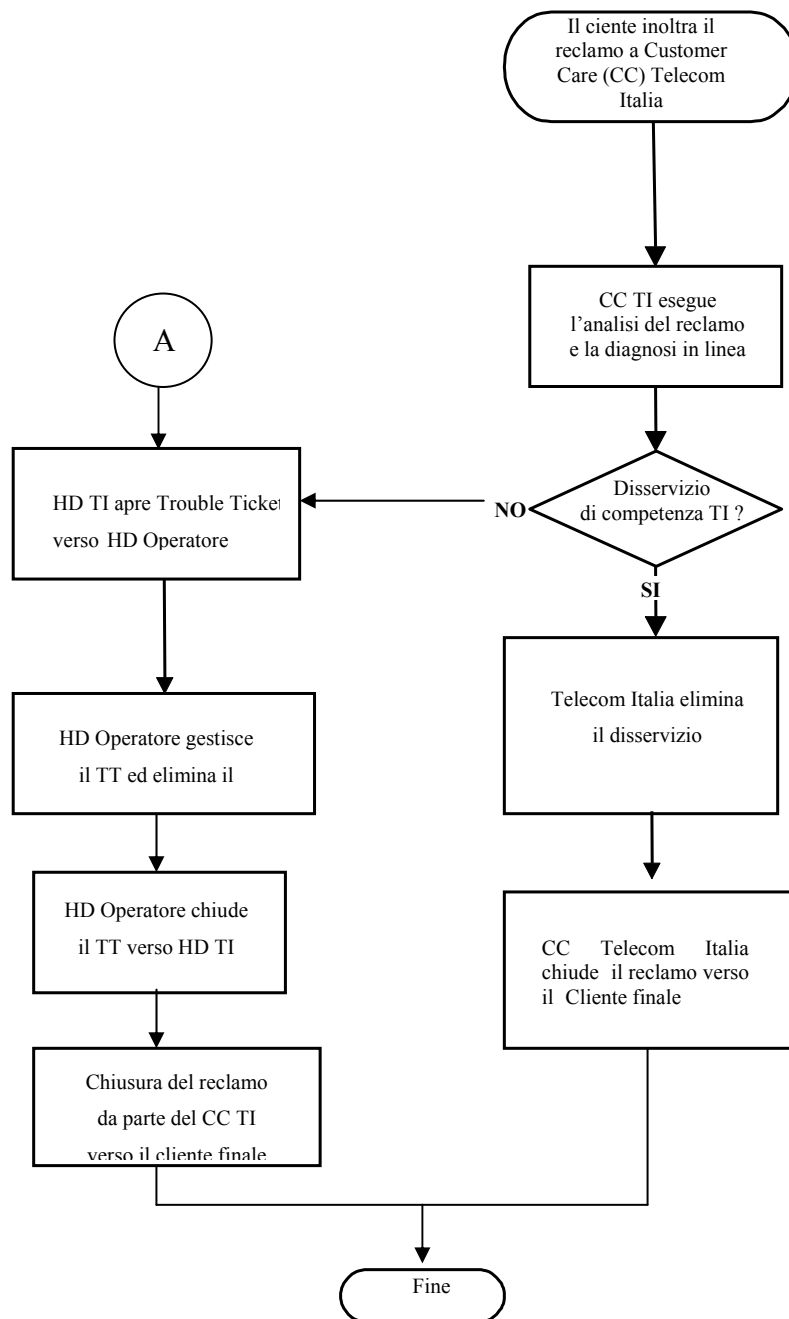 Il ciente inoltra il
reclamo a Customer
Care (CC) Telecom
Italia
CC TI esegue
l’analisi del reclamo
e la diagnosi in linea
A
Disservizio
di competenza TI ?
NO
SI
HD TI apre Trouble Ticket
verso HD Operatore
Telecom Italia elimina
il disservizio
HD Operatore gestisce
il TT ed elimina il
HD Operatore chiude
il TT verso HD TI
CC Telecom Italia
chiude il reclamo verso
il Cliente finale
Chiusura del reclamo
da parte del CC TI
verso il cliente finale
Fine